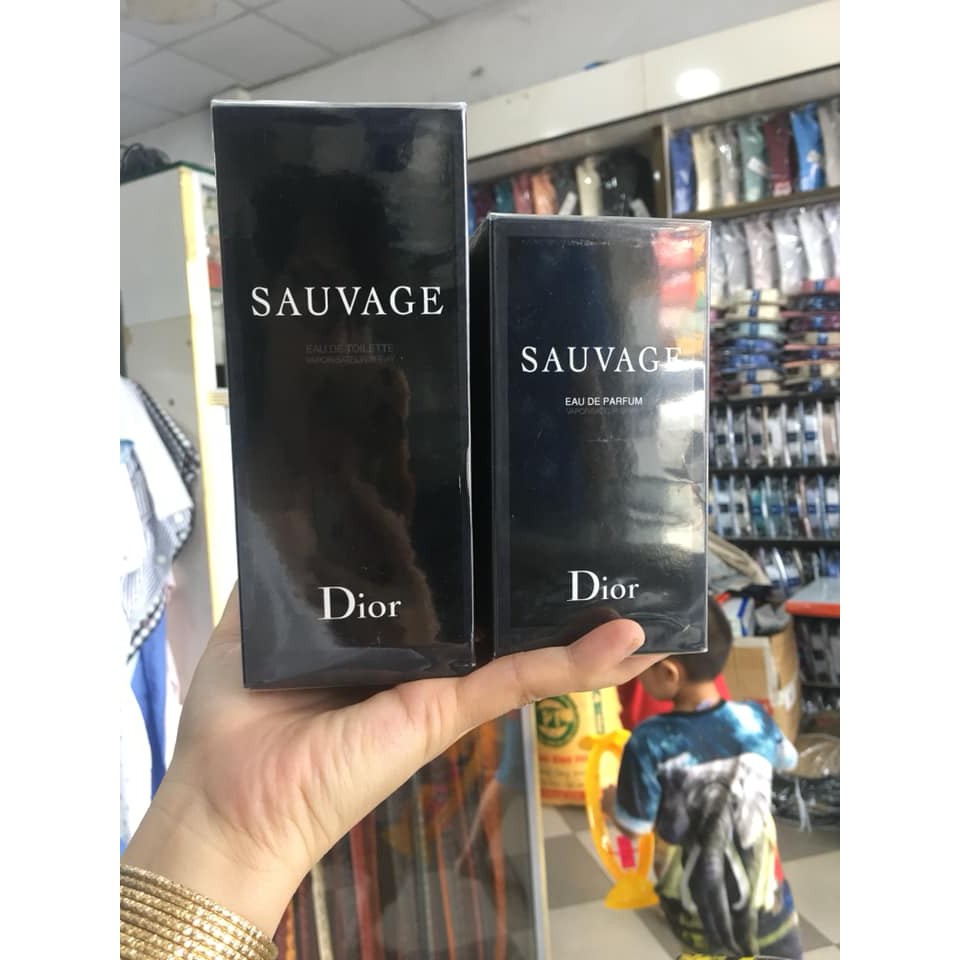 SAUVAGE
EAU DE TOILETTE
Dior
SAUVAGE
EAU DE PARFUM
Dior